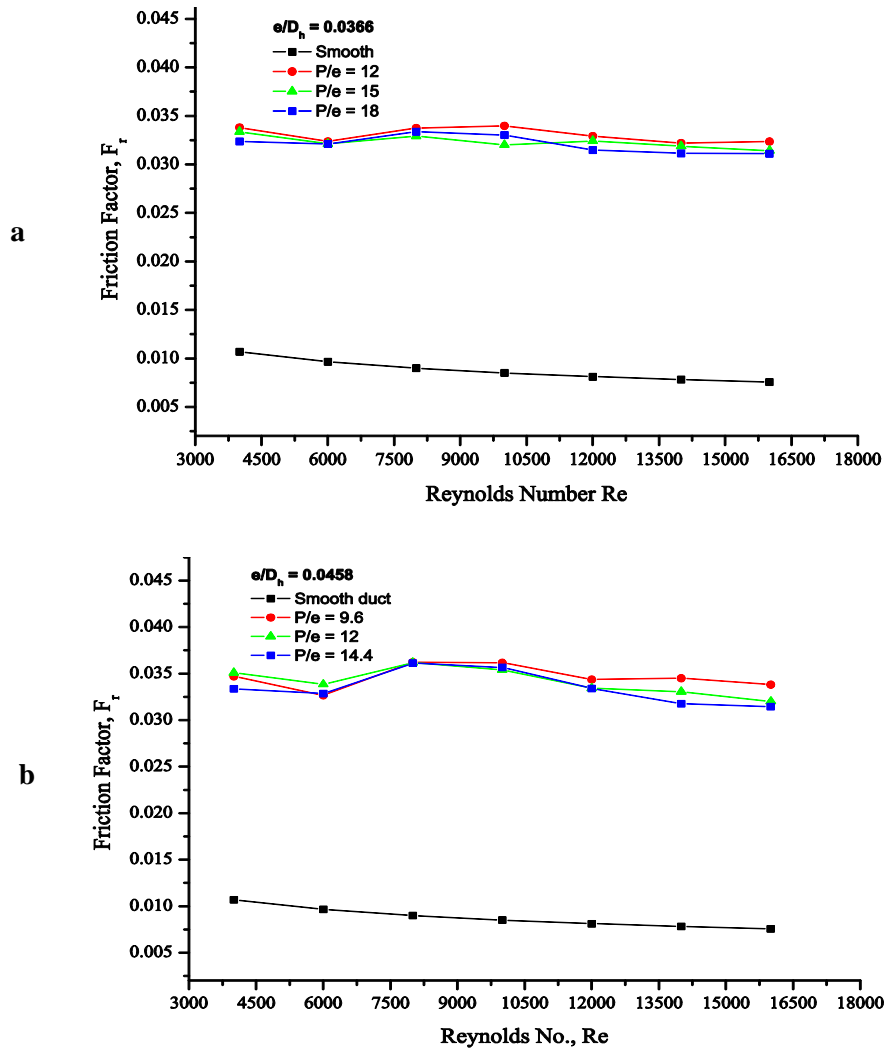 a
e/Dh = 0.0366
Smooth
P/e = 12
P/e = 15
P/e = 18
Friction Factor, Fr
0.045
0.040
0.035
0.030
0.025
0.020
0.015
0.010
0.005
3000 4500 6000 7500 9000 10500 12000 13500 15000 16500 18000
Reynolds Number Re
b
e/Dh = 0.0458
Smooth duct
P/e = 9.6
P/e = 12
P/e = 14.4
Friction Factor, Fr
0.045
0.040
0.035
0.030
0.025
0.020
0.015
0.010
0.005
3000 4500 6000 7500 9000 10500 12000 13500 15000 16500 18000
Reynolds No., Re